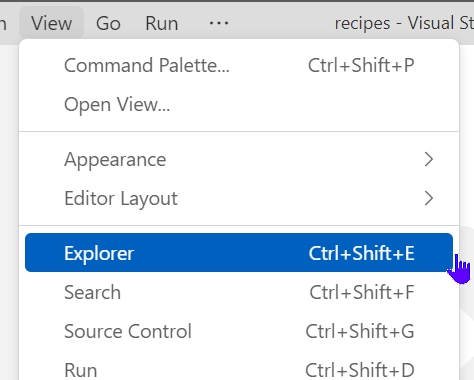 View Go Run ... recipes - Visual St
Command Palette... Ctrl+Shift+P
Open View...
Appearance
Editor Layout
Explorer Ctrl+Shift+E
Search Ctrl+Shift+F
Source Control Ctrl+Shift+G
Run Ctrl+Shift+D